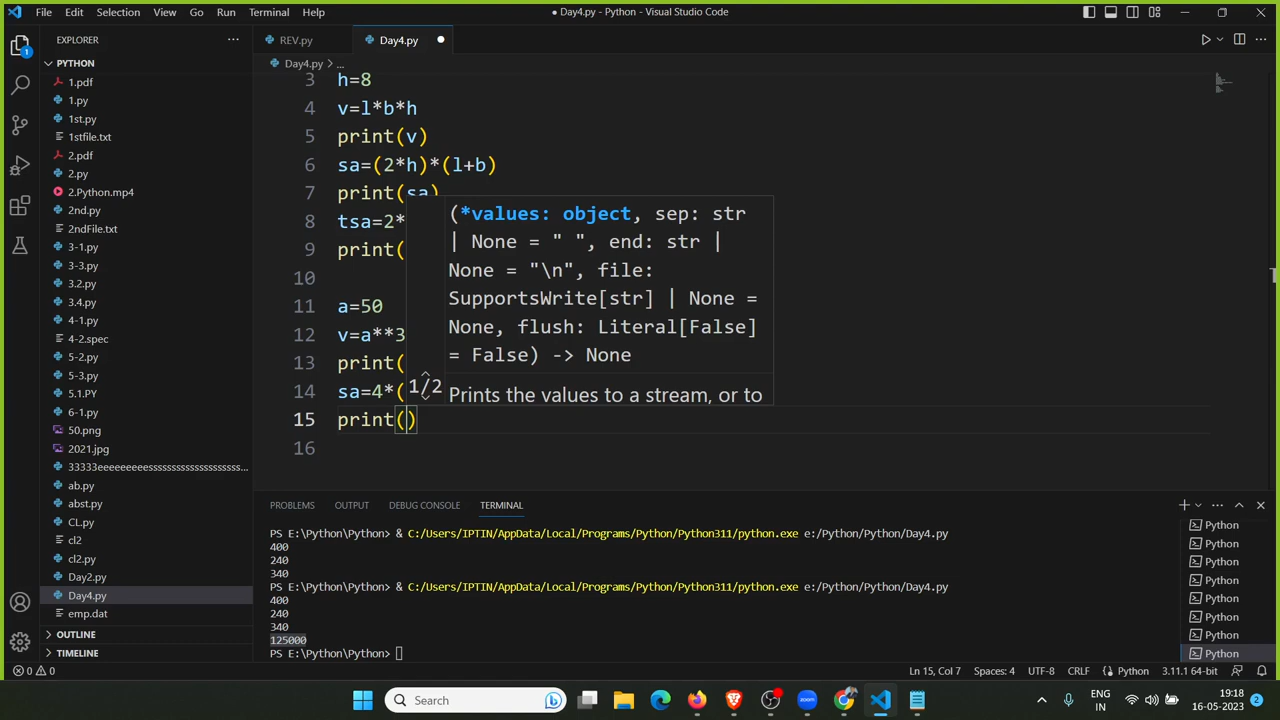 File Edit Selection View Go Run Terminal Help
● Day4.py - Python - Visual Studio Code
EXPLORER
PYTHON
1.pdf
1.py
1st.py
1stfile.txt
2.pdf
2.py
2.Python.mp4
2nd.py
2ndFile.txt
3-1.py
3-3.py
3.2.py
3.4.py
4-1.py
4-2.spec
5-2.py
5-3.py
5.1.PY
6-1.py
50.png
2021.jpg
ab.py
abst.py
CL.py
cl2
cl2.py
Day2.py
Day4.py
emp.dat
OUTLINE
TIMELINE
REV.py Day4.py
Day4.py > ...
3 h=8
4 v=l*b*h
5 print(v)
6 sa=(2*h)*(l+b)
7 print(sa)
8 tsa=2*
9 print(
10
11 a=50
12 v=a**3
13 print(
14 sa=4*(
15 print()
16
(*values: object, sep: str
| None = " ", end: str |
None = "\n", file:
SupportsWrite[str] | None =
None, flush: Literal[False]
= False) -> None
1/2
Prints the values to a stream, or to
PROBLEMS OUTPUT DEBUG CONSOLE TERMINAL
PS E:\Python\Python> & C:/Users/IPTIN/AppData/Local/Programs/Python/Python311/python.exe e:/Python/Python/Day4.py
400
240
340
PS E:\Python\Python> & C:/Users/IPTIN/AppData/Local/Programs/Python/Python311/python.exe e:/Python/Python/Day4.py
400
240
340
125000
PS E:\Python\Python>
Python
Python
Python
Python
Python
Python
Python
Python
0 0
Ln 15, Col 7 Spaces: 4 UTF-8 CRLF Python 3.11.1 64-bit
Search
zoom
ENG
IN
19:18
16-05-2023
2
1